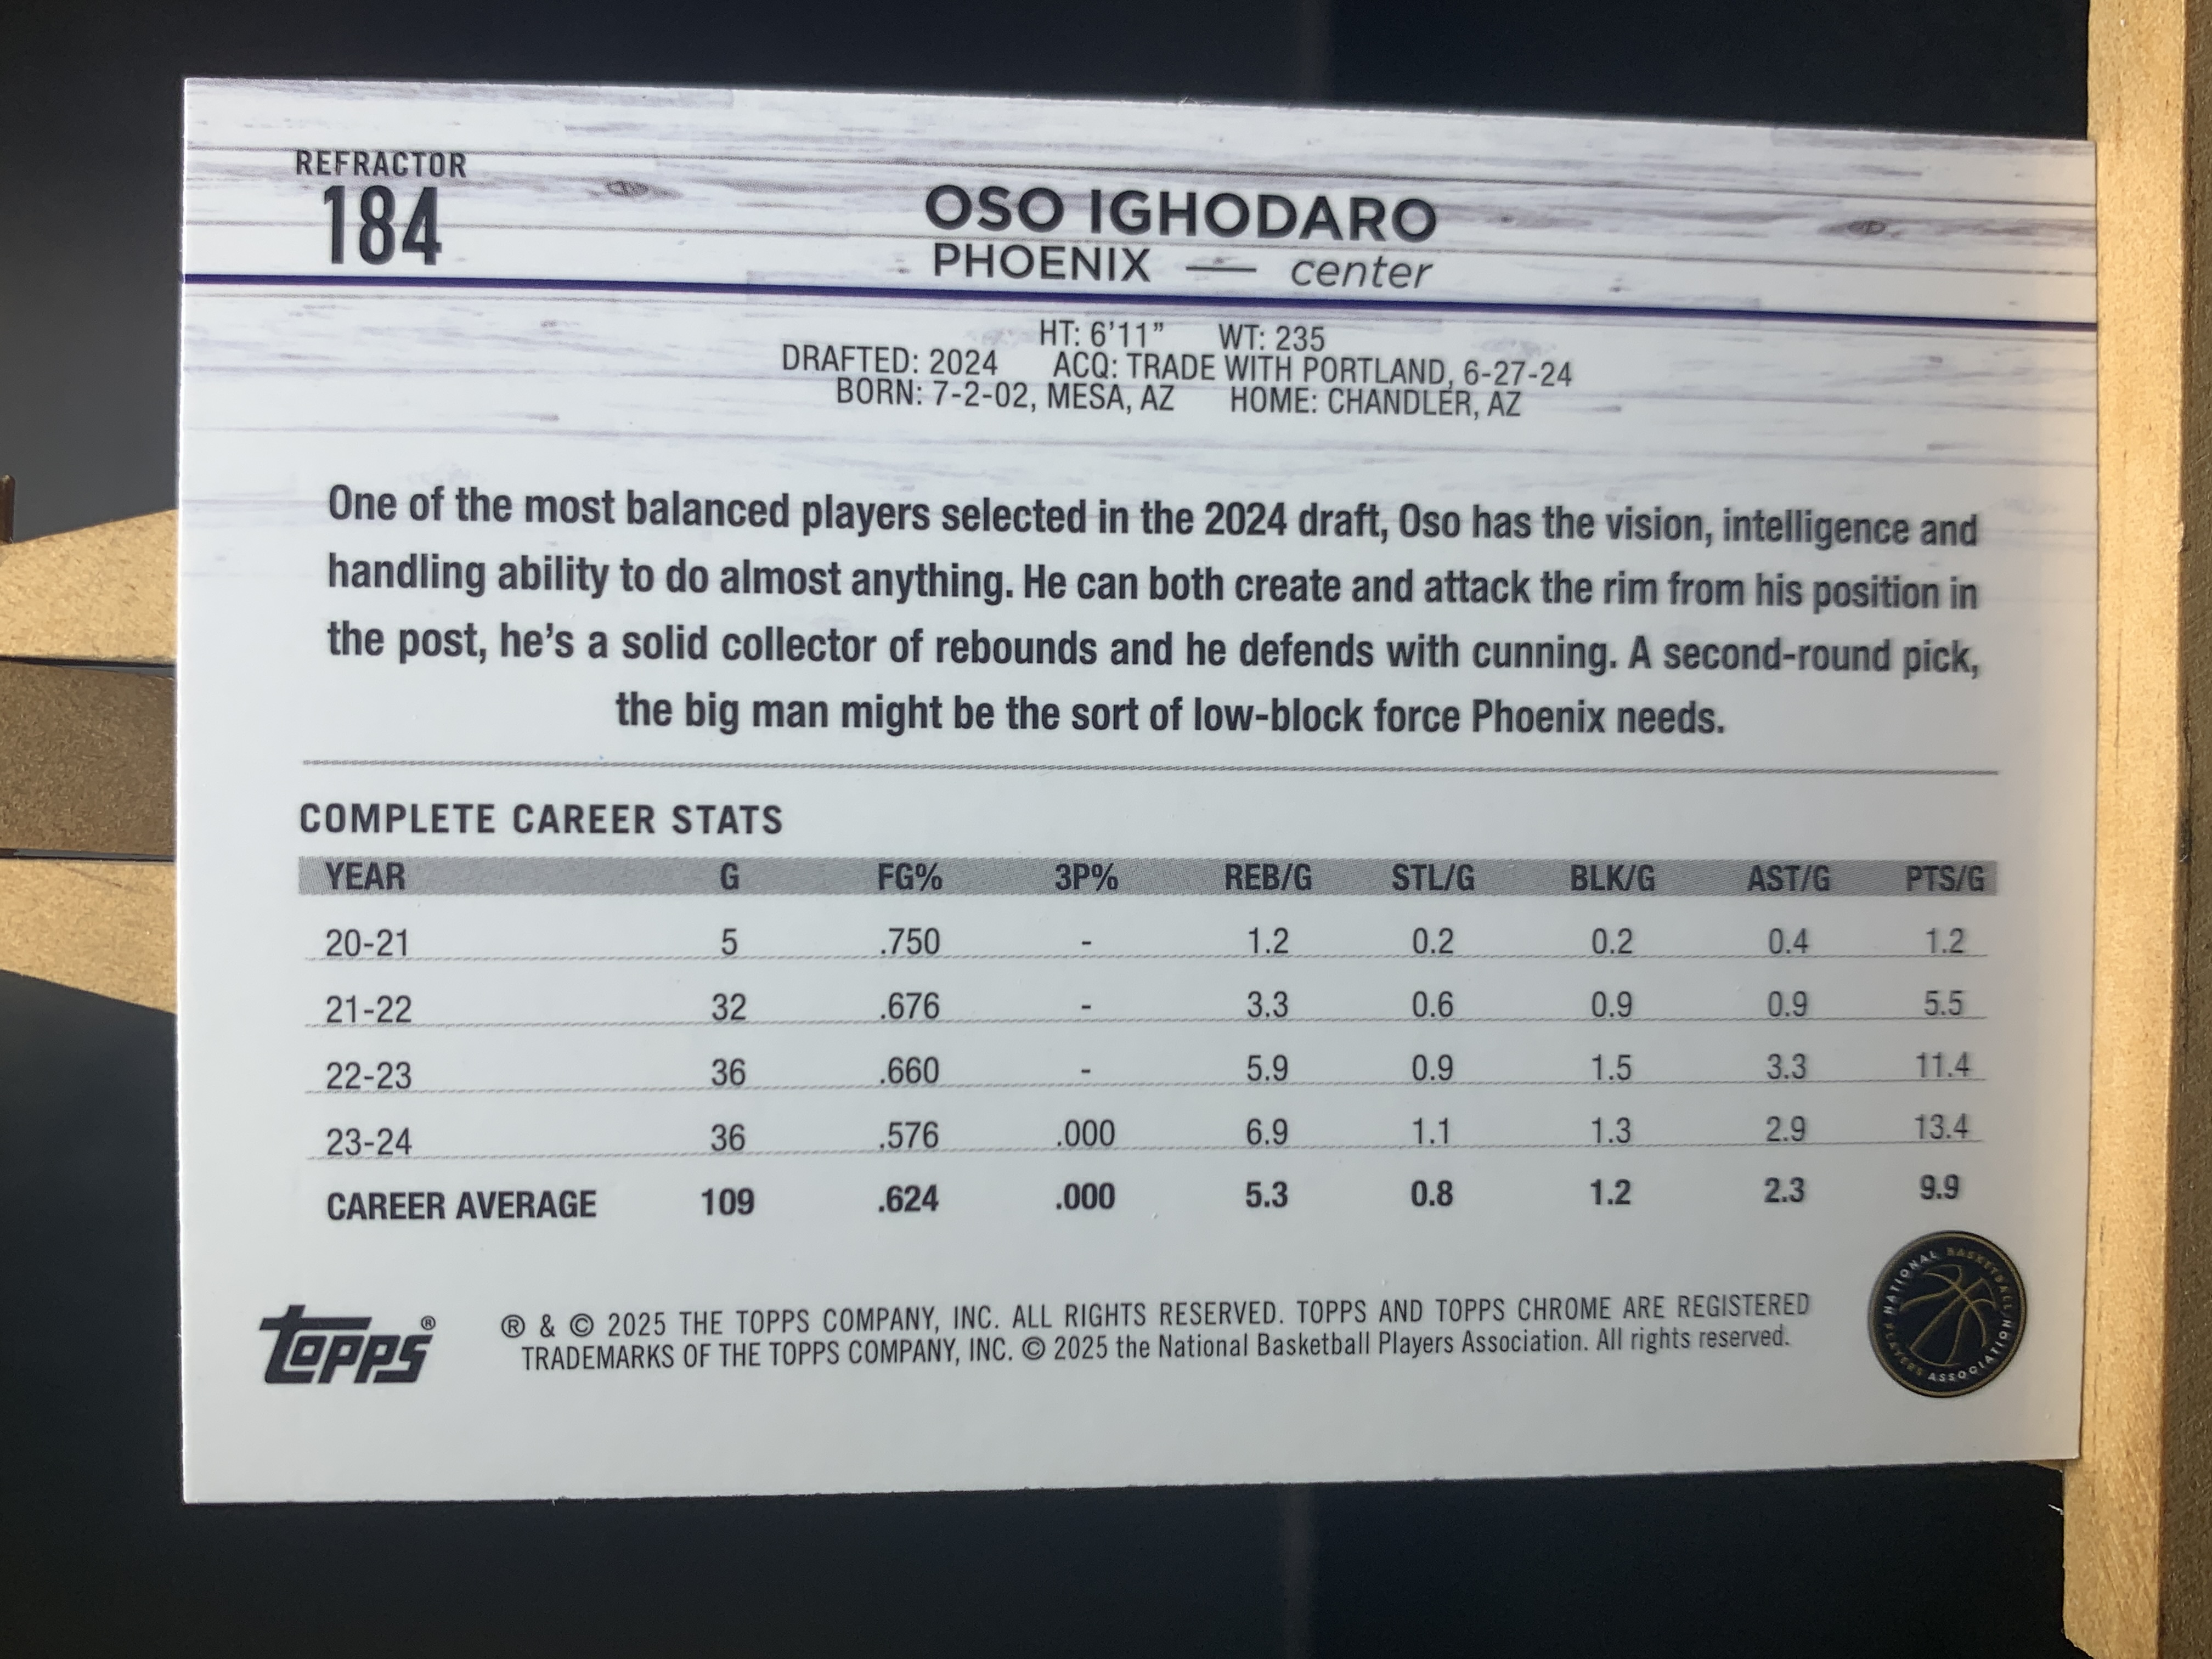 REFRACTOR
184
OSO IGHODARO
PHOENIX — center
HT: 6'11" WT: 235
DRAFTED: 2024 ACQ: TRADE WITH PORTLAND, 6-27-24
BORN: 7-2-02, MESA, AZ HOME: CHANDLER, AZ
One of the most balanced players selected in the 2024 draft, Oso has the vision, intelligence and
handling ability to do almost anything. He can both create and attack the rim from his position in
the post, he's a solid collector of rebounds and he defends with cunning. A second-round pick,
the big man might be the sort of low-block force Phoenix needs.
COMPLETE CAREER STATS
YEAR G FG% 3P% REB/G STL/G BLK/G AST/G PTS/G
20-21 5 .750 - 1.2 0.2 0.2 0.4 1.2
21-22 32 .676 - 3.3 0.6 0.9 0.9 5.5
22-23 36 .660 - 5.9 0.9 1.5 3.3 11.4
23-24 36 .576 .000 6.9 1.1 1.3 2.9 13.4
CAREER AVERAGE 109 .624 .000 5.3 0.8 1.2 2.3 9.9
topps®
® & © 2025 THE TOPPS COMPANY, INC. ALL RIGHTS RESERVED. TOPPS AND TOPPS CHROME ARE REGISTERED
TRADEMARKS OF THE TOPPS COMPANY, INC. © 2025 the National Basketball Players Association. All rights reserved.
NATIONAL BASKETBALL PLAYERS ASSOCIATION